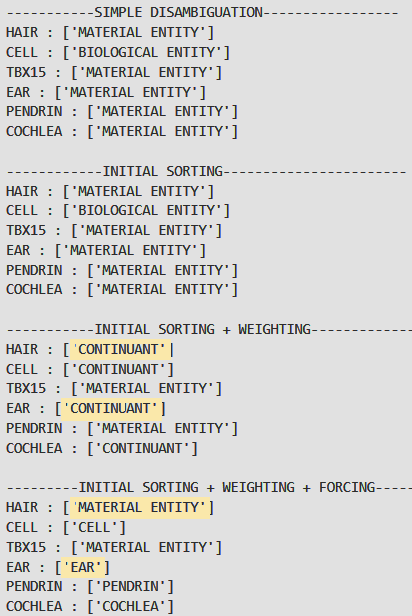 -----------SIMPLE DISAMBIGUATION-----------------
HAIR : ['MATERIAL ENTITY']
CELL : ['BIOLOGICAL ENTITY']
TBX15 : ['MATERIAL ENTITY']
EAR : ['MATERIAL ENTITY']
PENDRIN : ['MATERIAL ENTITY']
COCHLEA : ['MATERIAL ENTITY']
------------INITIAL SORTING-----------------------
HAIR : ['MATERIAL ENTITY']
CELL : ['BIOLOGICAL ENTITY']
TBX15 : ['MATERIAL ENTITY']
EAR : ['MATERIAL ENTITY']
PENDRIN : ['MATERIAL ENTITY']
COCHLEA : ['MATERIAL ENTITY']
-----------INITIAL SORTING + WEIGHTING-------------
HAIR : ['CONTINUANT']
CELL : ['CONTINUANT']
TBX15 : ['MATERIAL ENTITY']
EAR : ['CONTINUANT']
PENDRIN : ['MATERIAL ENTITY']
COCHLEA : ['CONTINUANT']
---------INITIAL SORTING + WEIGHTING + FORCING-----
HAIR : ['MATERIAL ENTITY']
CELL : ['CELL']
TBX15 : ['MATERIAL ENTITY']
EAR : ['EAR']
PENDRIN : ['PENDRIN']
COCHLEA : ['COCHLEA']